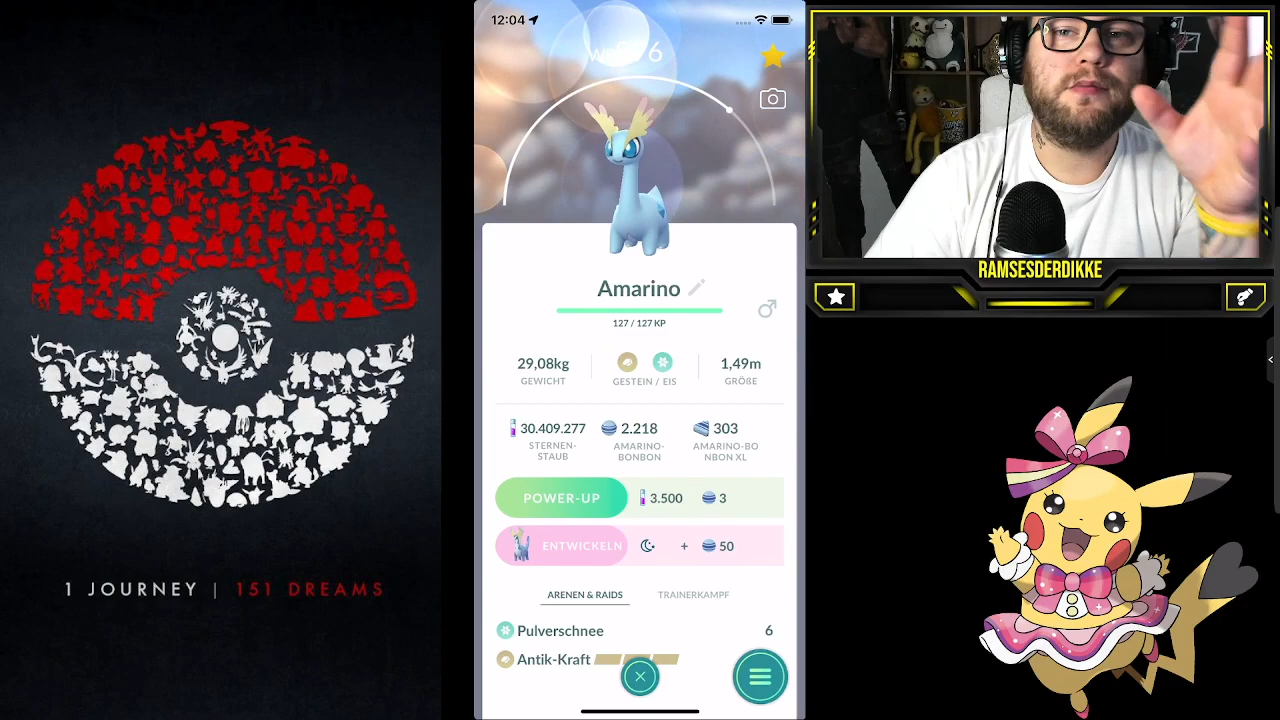 12:04
Amarino
127 / 127 KP
29,08kg
GEWICHT
GESTEIN / EIS
1,49m
GRÖßE
30.409.277
STERNEN-
STAUB
2.218
AMARINO-
BONBON
303
AMARINO-BO
NBON XL
POWER-UP
3.500
3
ENTWICKELN
+
50
ARENEN & RAIDS
TRAINERKAMPF
Pulverschnee
6
Antik-Kraft
1 JOURNEY | 151 DREAMS
RAMSESDERDIKKE